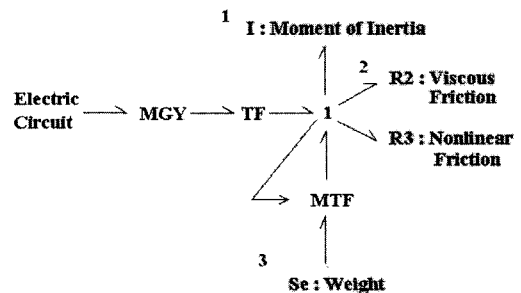 1
I : Moment of Inertia
2
R2 : Viscous
Friction
Electric
Circuit
MGY
TF
1
R3 : Nonlinear
Friction
MTF
3
Se : Weight